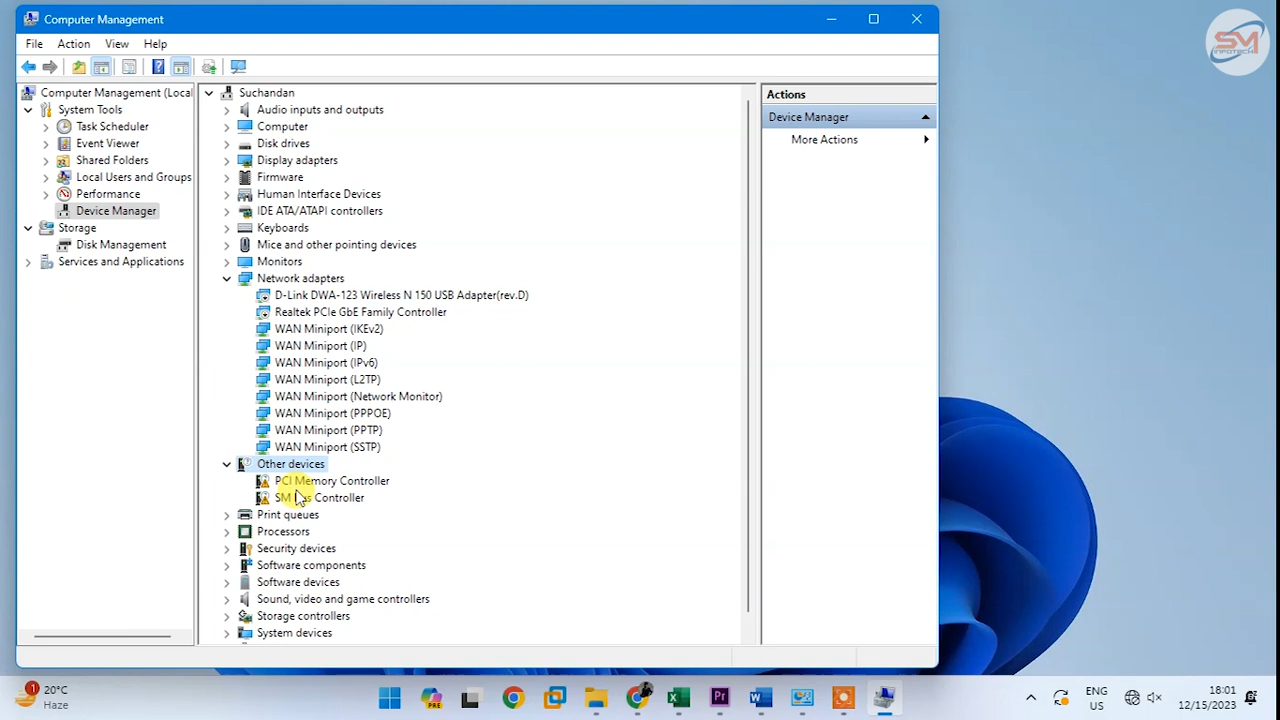 Computer Management
SM
INFOTECH
File Action View Help
Computer Management (Local
System Tools
Task Scheduler
Event Viewer
Shared Folders
Local Users and Groups
Performance
Device Manager
Storage
Disk Management
Services and Applications
Suchandan
Audio inputs and outputs
Computer
Disk drives
Display adapters
Firmware
Human Interface Devices
IDE ATA/ATAPI controllers
Keyboards
Mice and other pointing devices
Monitors
Network adapters
D-Link DWA-123 Wireless N 150 USB Adapter(rev.D)
Realtek PCIe GbE Family Controller
WAN Miniport (IKEv2)
WAN Miniport (IP)
WAN Miniport (IPv6)
WAN Miniport (L2TP)
WAN Miniport (Network Monitor)
WAN Miniport (PPPOE)
WAN Miniport (PPTP)
WAN Miniport (SSTP)
Other devices
PCI Memory Controller
SM Bus Controller
Print queues
Processors
Security devices
Software components
Software devices
Sound, video and game controllers
Storage controllers
System devices
Actions
Device Manager
More Actions
1
20°C
Haze
PRE
ENG
US
18:01
12/15/2023